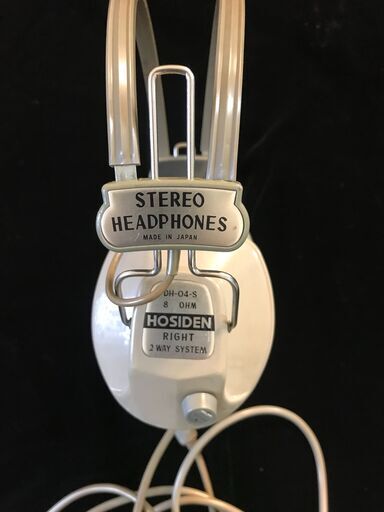 STEREO
HEADPHONES
MADE IN JAPAN
DH-04-S
8 OHM
HOSIDEN
RIGHT
2 WAY SYSTEM